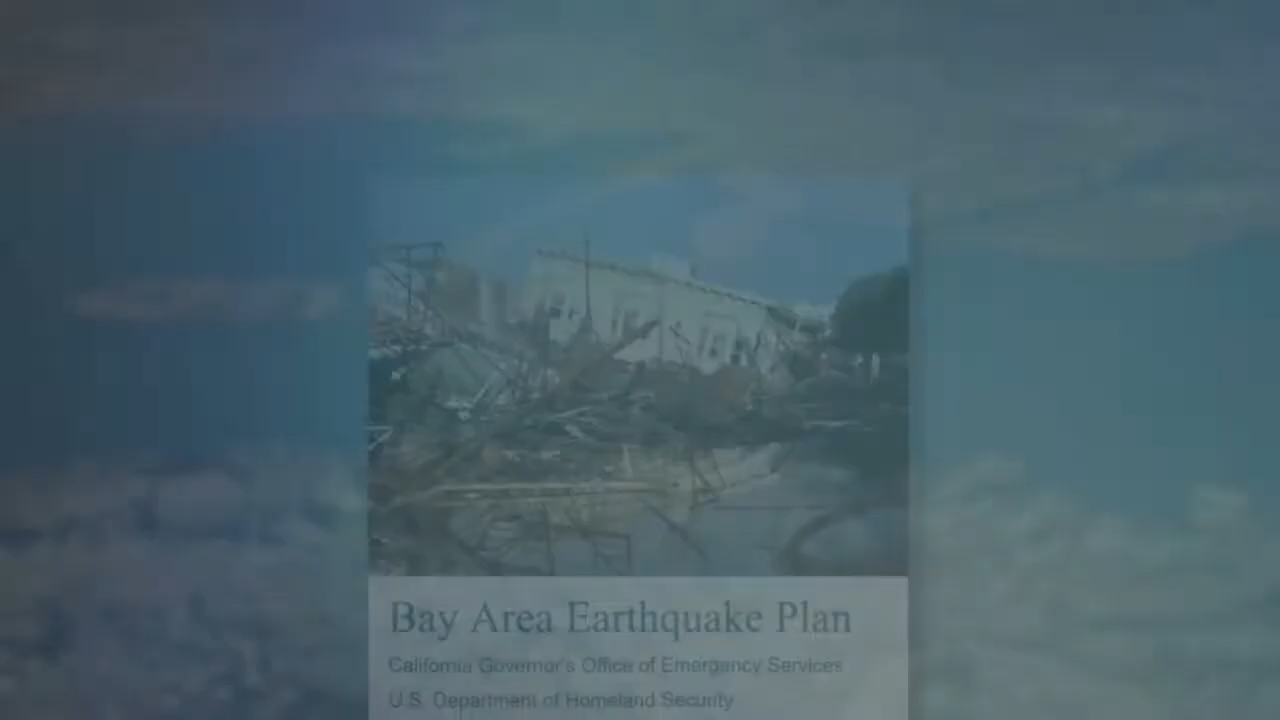 Bay Area Earthquake Plan
California Governor's Office of Emergency Services
U.S. Department of Homeland Security